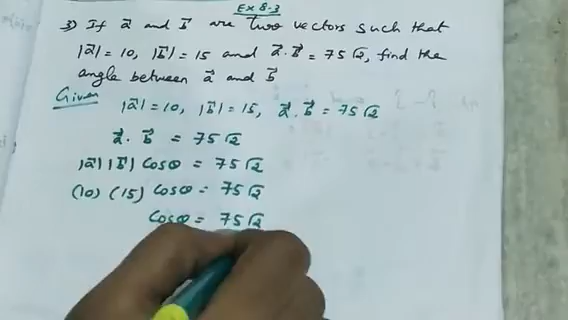 Ex 8.3
3) If a⃗ and b⃗ are two vectors such that
|a⃗| = 10, |b⃗| = 15 and a⃗.b⃗ = 75√2, find the
angle between a⃗ and b⃗
Given
|a⃗| = 10, |b⃗| = 15, a⃗.b⃗ = 75√2
a⃗.b⃗ = 75√2
|a⃗||b⃗| cosθ = 75√2
(10)(15) cosθ = 75√2
cosθ = 75√2